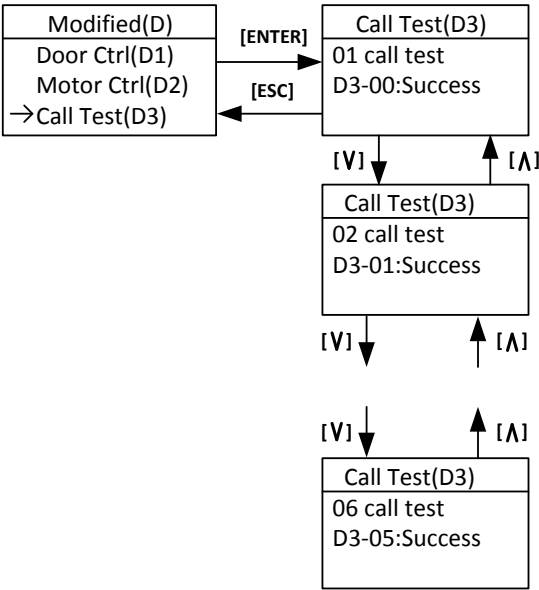 Modified(D)
Door Ctrl(D1)
Motor Ctrl(D2)
→Call Test(D3)
[ENTER]
[ESC]
Call Test(D3)
01 call test
D3-00:Success
[∨]
[∧]
Call Test(D3)
02 call test
D3-01:Success
[∨]
[∧]
[∨]
[∧]
Call Test(D3)
06 call test
D3-05:Success